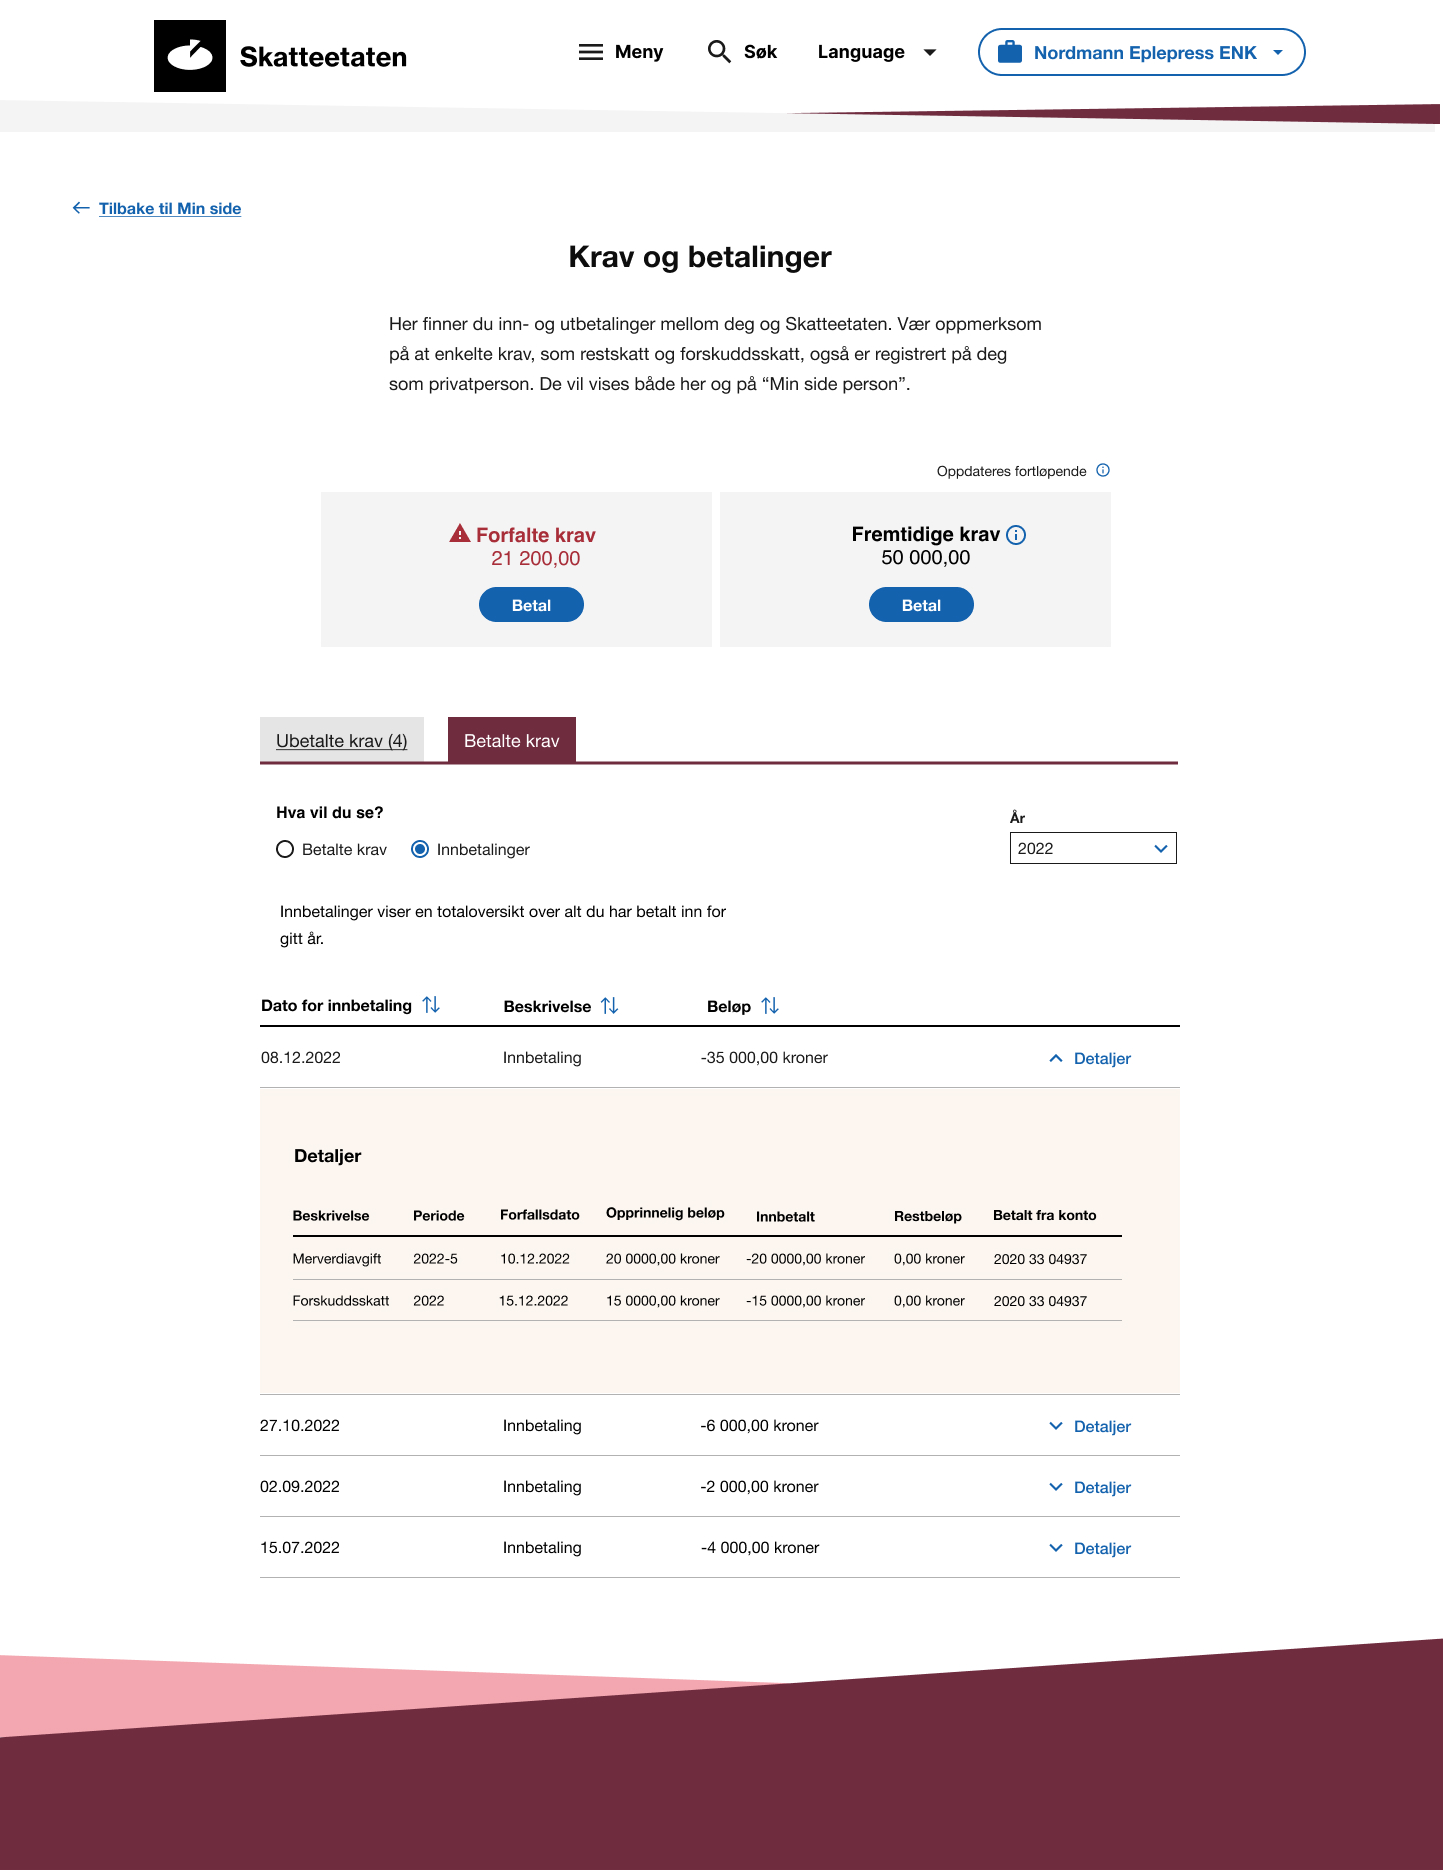 Skatteetaten
Meny
Søk
Language
Nordmann Eplepress ENK
Tilbake til Min side
Krav og betalinger
Her finner du inn- og utbetalinger mellom deg og Skatteetaten. Vær oppmerksom
på at enkelte krav, som restskatt og forskuddsskatt, også er registrert på deg
som privatperson. De vil vises både her og på “Min side person”.
Oppdateres fortløpende
Forfalte krav
21 200,00
Betal
Fremtidige krav
50 000,00
Betal
Ubetalte krav (4)
Betalte krav
Hva vil du se?
Betalte krav
Innbetalinger
År
2022
Innbetalinger viser en totaloversikt over alt du har betalt inn for
gitt år.
Dato for innbetaling Beskrivelse Beløp
08.12.2022 Innbetaling -35 000,00 kroner Detaljer
Detaljer
Beskrivelse Periode Forfallsdato Opprinnelig beløp Innbetalt Restbeløp Betalt fra konto
Merverdiavgift 2022-5 10.12.2022 20 0000,00 kroner -20 0000,00 kroner 0,00 kroner 2020 33 04937
Forskuddsskatt 2022 15.12.2022 15 0000,00 kroner -15 0000,00 kroner 0,00 kroner 2020 33 04937
27.10.2022 Innbetaling -6 000,00 kroner Detaljer
02.09.2022 Innbetaling -2 000,00 kroner Detaljer
15.07.2022 Innbetaling -4 000,00 kroner Detaljer